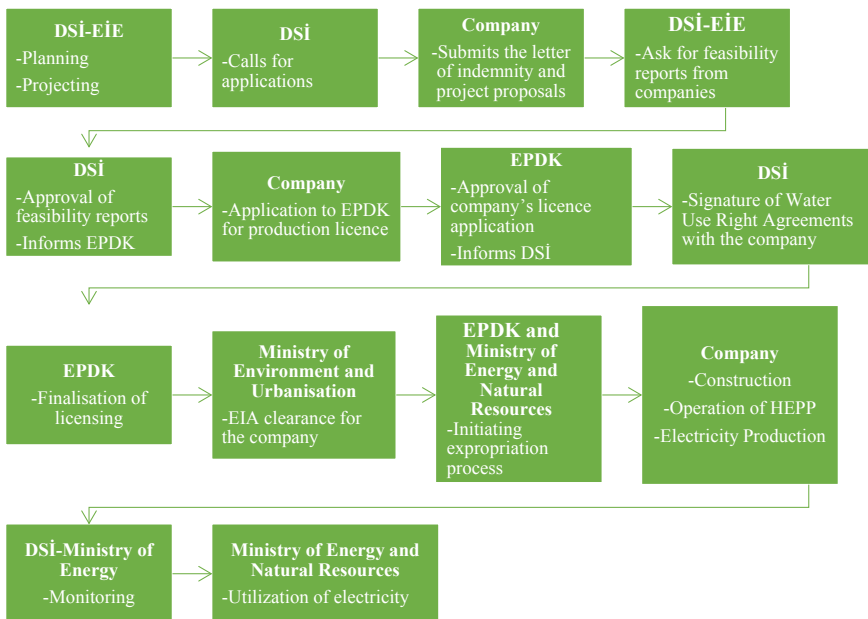 DSİ-EİE
-Planning
-Projecting
DSİ
-Calls for
applications
Company
-Submits the letter
of indemnity and
project proposals
DSİ-EİE
-Ask for feasibility
reports from
companies
DSİ
-Approval of
feasibility reports
-Informs EPDK
Company
-Application to EPDK
for production licence
EPDK
-Approval of
company’s licence
application
-Informs DSİ
DSİ
-Signature of Water
Use Right Agreements
with the company
EPDK
-Finalisation of
licensing
Ministry of
Environment and
Urbanisation
-EIA clearance for
the company
EPDK and
Ministry of
Energy and
Natural
Resources
-Initiating
expropriation
process
Company
-Construction
-Operation of HEPP
-Electricity Production
DSİ-Ministry of
Energy
-Monitoring
Ministry of Energy and
Natural Resources
-Utilization of electricity